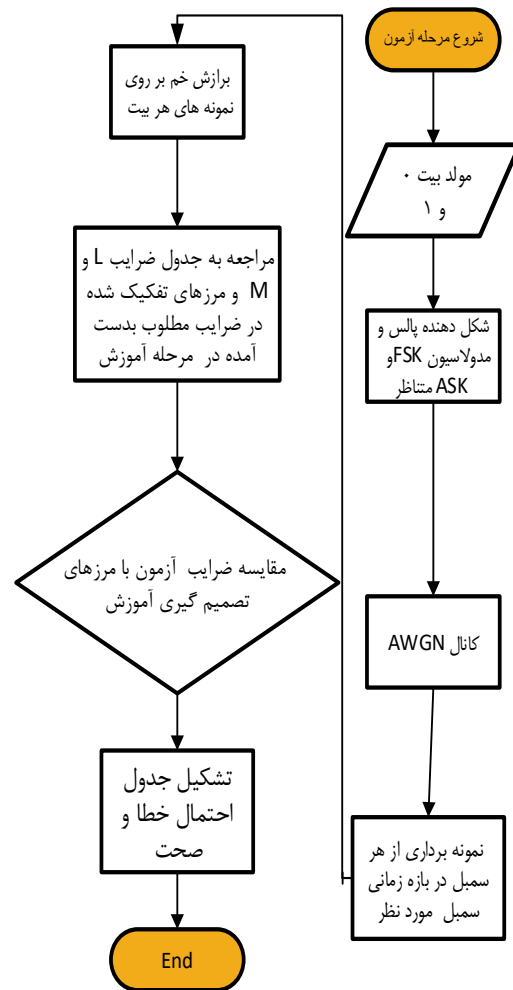 شروع مرحله آزمون
مولد بیت ۰
و ۱
شکل دهنده پالس و
مدولاسیون FSKو
ASK متناظر
کانال AWGN
نمونه برداری از هر
سمبل در بازه زمانی
سمبل مورد نظر
برازش خم بر روی
نمونه های هر بیت
مراجعه به جدول ضرایب L و
M و مرزهای تفکیک شده
در ضرایب مطلوب بدست
آمده در مرحله آموزش
مقایسه ضرایب آزمون با مرزهای
تصمیم گیری آموزش
تشکیل جدول
احتمال خطا و
صحت
End